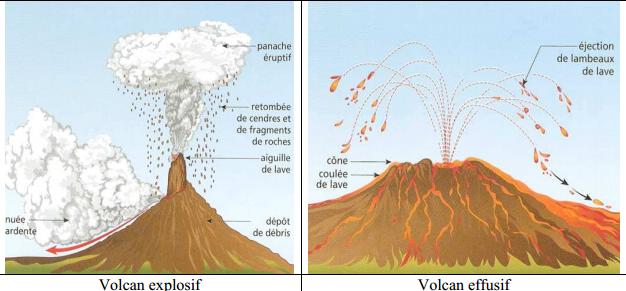 panache
éruptif
retombée
de cendres et
de fragments
de roches
aiguille
de lave
nuée
ardente
dépôt
de débris
Volcan explosif
éjection
de lambeaux
de lave
cône
coulée
de lave
Volcan effusif